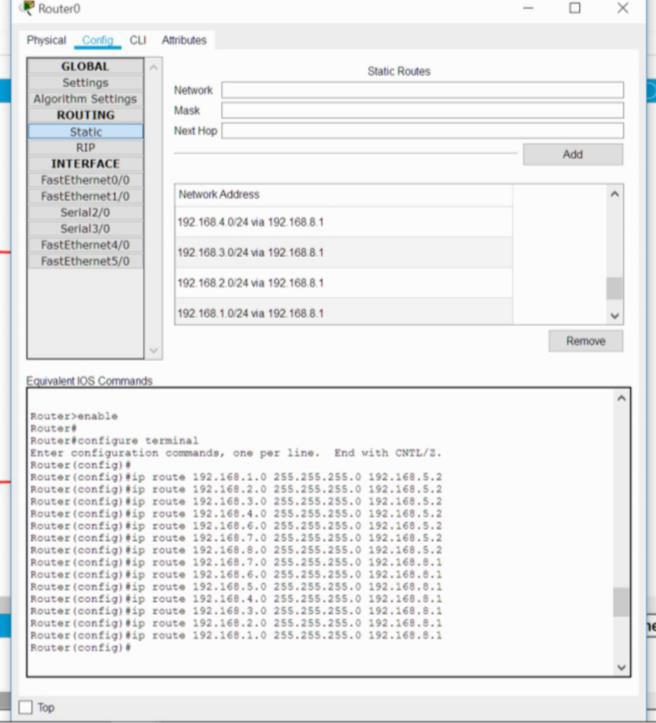 Router0
Physical Config CLI Attributes
GLOBAL
Settings
Algorithm Settings
ROUTING
Static
RIP
INTERFACE
FastEthernet0/0
FastEthernet1/0
Serial2/0
Serial3/0
FastEthernet4/0
FastEthernet5/0
Static Routes
Network
Mask
Next Hop
Add
Network Address
192.168.4.0/24 via 192.168.8.1
192.168.3.0/24 via 192.168.8.1
192.168.2.0/24 via 192.168.8.1
192.168.1.0/24 via 192.168.8.1
Remove
Equivalent IOS Commands
Router>enable
Router#
Router#configure terminal
Enter configuration commands, one per line. End with CNTL/Z.
Router(config)#
Router(config)#ip route 192.168.1.0 255.255.255.0 192.168.5.2
Router(config)#ip route 192.168.2.0 255.255.255.0 192.168.5.2
Router(config)#ip route 192.168.3.0 255.255.255.0 192.168.5.2
Router(config)#ip route 192.168.4.0 255.255.255.0 192.168.5.2
Router(config)#ip route 192.168.6.0 255.255.255.0 192.168.5.2
Router(config)#ip route 192.168.7.0 255.255.255.0 192.168.5.2
Router(config)#ip route 192.168.8.0 255.255.255.0 192.168.5.2
Router(config)#ip route 192.168.7.0 255.255.255.0 192.168.8.1
Router(config)#ip route 192.168.6.0 255.255.255.0 192.168.8.1
Router(config)#ip route 192.168.5.0 255.255.255.0 192.168.8.1
Router(config)#ip route 192.168.4.0 255.255.255.0 192.168.8.1
Router(config)#ip route 192.168.3.0 255.255.255.0 192.168.8.1
Router(config)#ip route 192.168.2.0 255.255.255.0 192.168.8.1
Router(config)#ip route 192.168.1.0 255.255.255.0 192.168.8.1
Router(config)#
Top